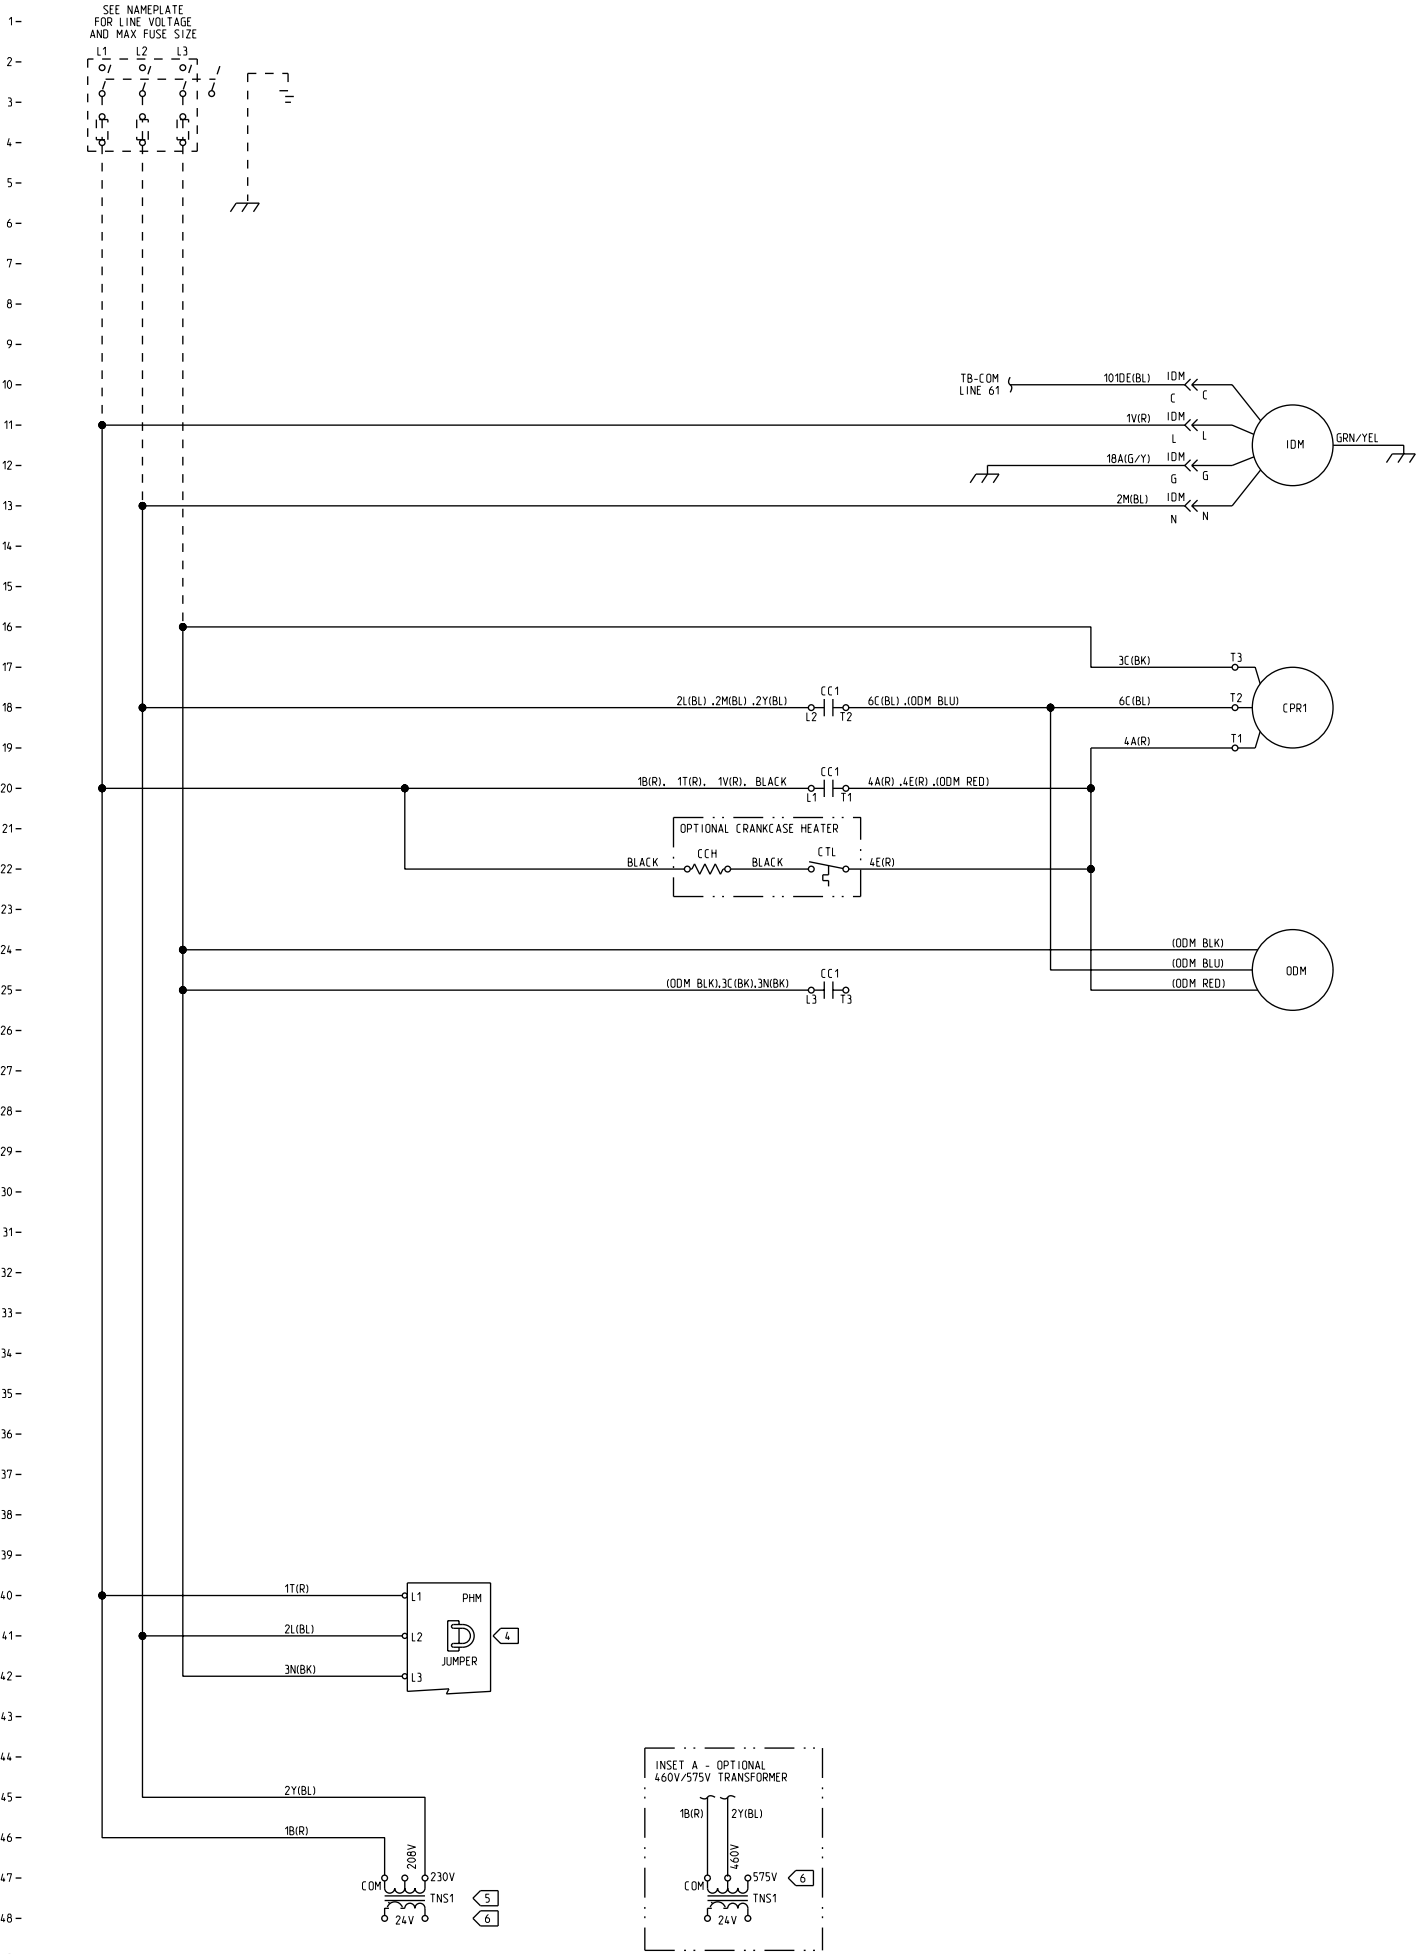 SEE NAMEPLATE
FOR LINE VOLTAGE
AND MAX FUSE SIZE
1-
L1 L2 L3
2-
3-
4-
5-
6-
7-
8-
9-
10- TB-COM 101DE(BL) IDM
LINE 61 C C
11- 1V(R) IDM
L L
IDM GRN/YEL
12- 18A(G/Y) IDM
G G
13- 2M(BL) IDM
N N
14-
15-
16-
17- 3C(BK) T3
18- 2L(BL) .2M(BL) .2Y(BL) CC1 6C(BL) .(ODM BLU) 6C(BL) T2 CPR1
L2 T2
19- 4A(R) T1
20- 1B(R). 1T(R). 1V(R). BLACK CC1 4A(R) .4E(R) .(ODM RED)
L1 T1
21- OPTIONAL CRANKCASE HEATER
22- BLACK CCH BLACK CTL 4E(R)
23-
24- (ODM BLK)
(ODM BLU) ODM
25- (ODM BLK).3C(BK).3N(BK) CC1 (ODM RED)
L3 T3
26-
27-
28-
29-
30-
31-
32-
33-
34-
35-
36-
37-
38-
39-
40- 1T(R) L1 PHM
41- 2L(BL) L2 4
JUMPER
42- 3N(BK) L3
43-
44-
INSET A - OPTIONAL
460V/575V TRANSFORMER
45- 2Y(BL)
1B(R) 2Y(BL)
46- 1B(R)
208V 460V
47- COM 230V COM 575V 6
TNS1 5 TNS1
48- 24V 6 24V